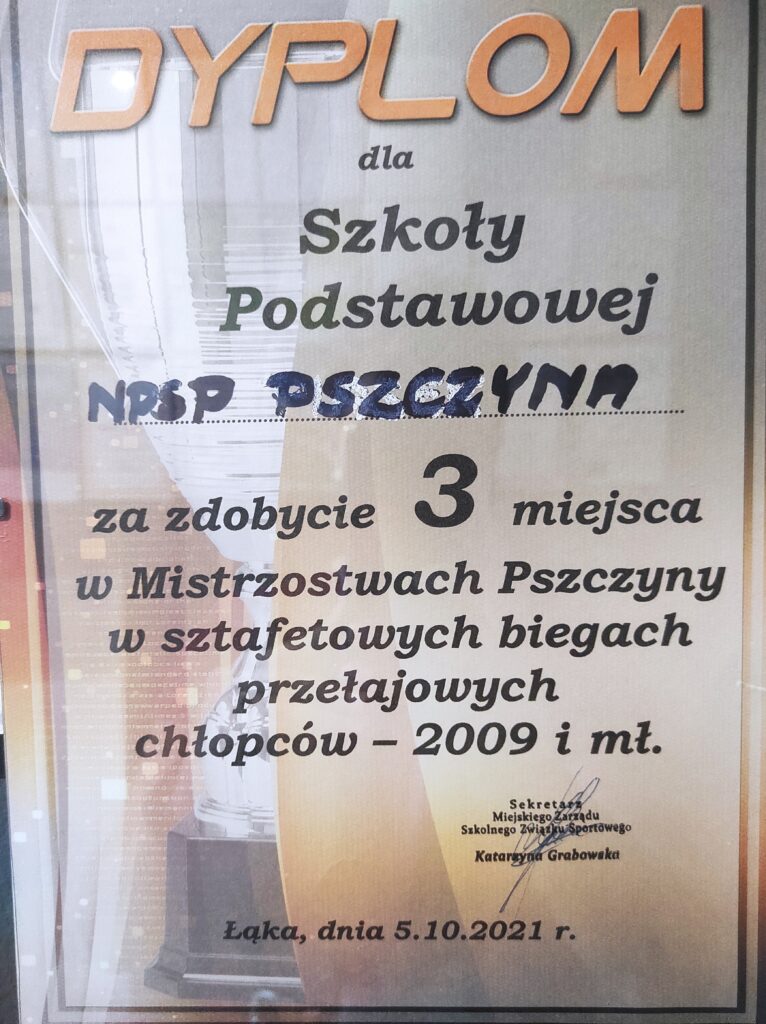 DYPLOM
dla
Szkoły
Podstawowej
NPSP PSZCZYNA
za zdobycie 3 miejsca
w Mistrzostwach Pszczyny
w sztafetowych biegach
przełajowych
chłopców – 2009 i mł.
Sekretarz
Miejskiego Zarządu
Szkolnego Związku Sportowego
Katarzyna Grabowska
Łąka, dnia 5.10.2021 r.